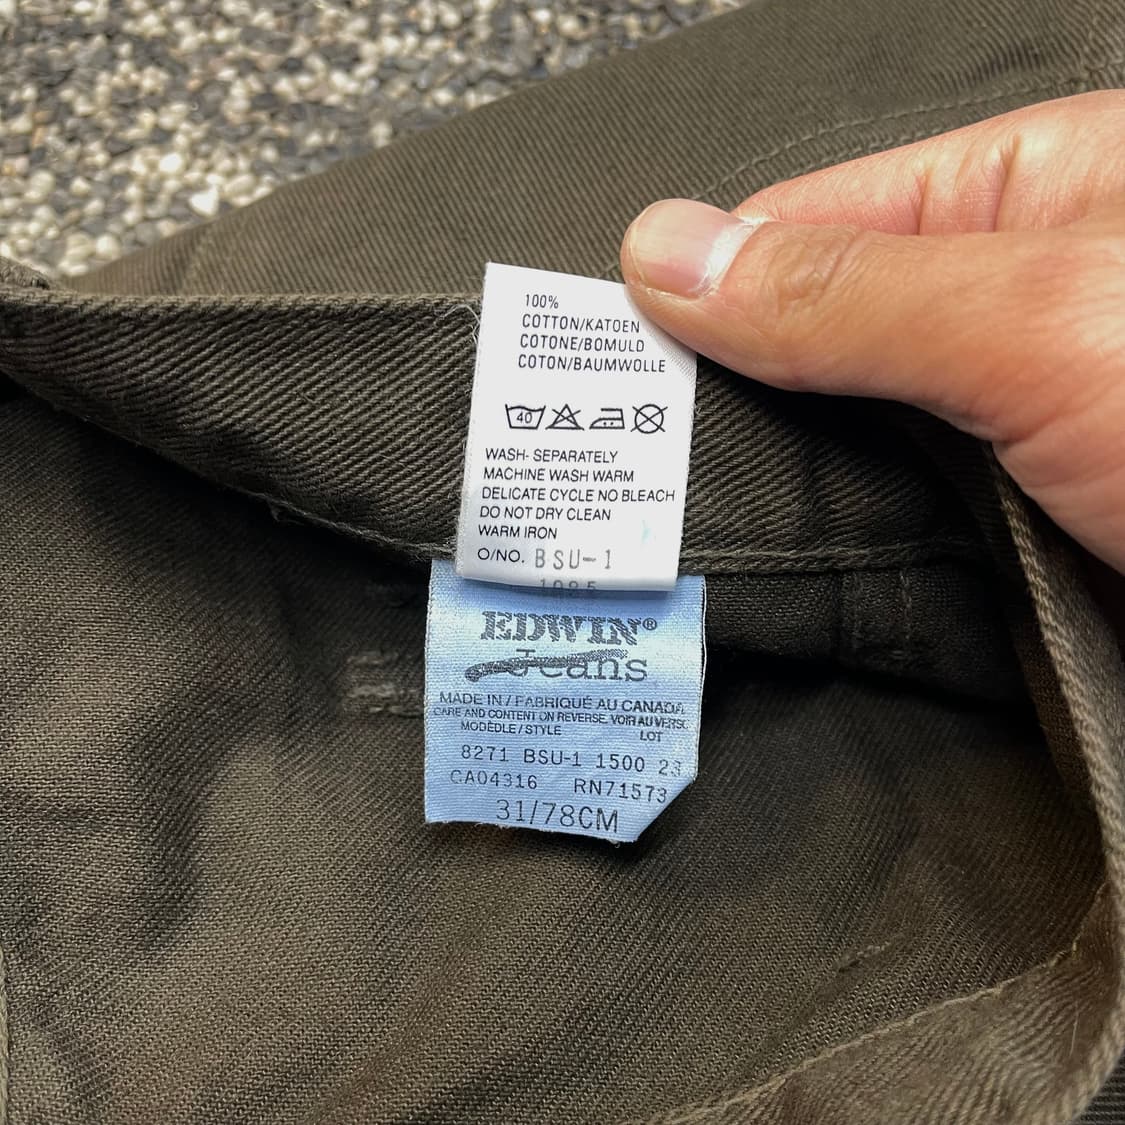 100%
COTTON/KATOEN
COTONE/BOMULD
COTON/BAUMWOLLE
40
WASH- SEPARATELY
MACHINE WASH WARM
DELICATE CYCLE NO BLEACH
DO NOT DRY CLEAN
WARM IRON
O/NO. BSU-1
EDWIN®
Jeans
MADE IN / FABRIQUÉ AU CANADA
CARE AND CONTENT ON REVERSE. VOIR AU VERSO.
MODÈDLE / STYLE LOT
8271 BSU-1 1500 23
CA04316 RN71573
31/78CM